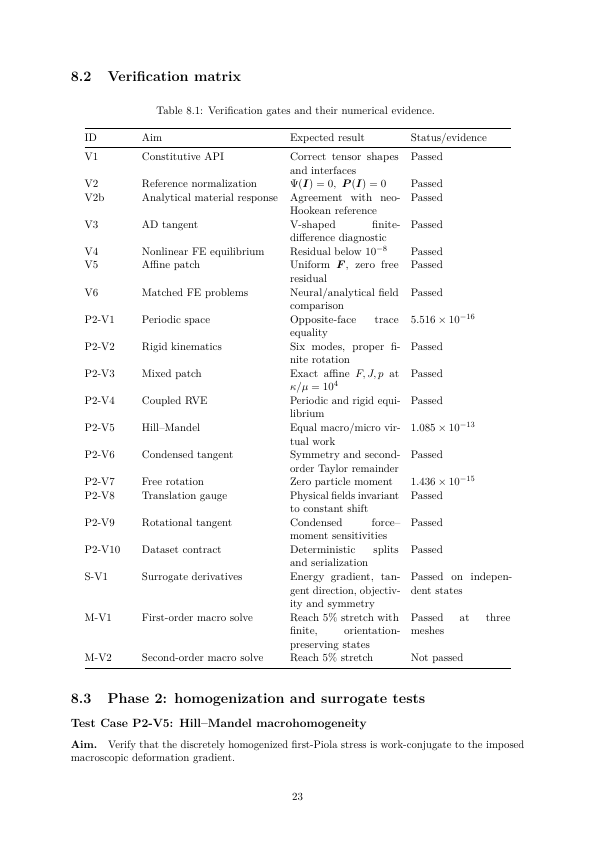 8.2 Verification matrix
Table 8.1: Verification gates and their numerical evidence.
ID Aim Expected result Status/evidence
V1 Constitutive API Correct tensor shapes Passed
and interfaces
V2 Reference normalization Ψ(I) = 0, P(I) = 0 Passed
V2b Analytical material response Agreement with neo- Passed
Hookean reference
V3 AD tangent V-shaped finite- Passed
difference diagnostic
V4 Nonlinear FE equilibrium Residual below 10⁻⁸ Passed
V5 Affine patch Uniform F, zero free Passed
residual
V6 Matched FE problems Neural/analytical field Passed
comparison
P2-V1 Periodic space Opposite-face trace 5.516 × 10⁻¹⁶
equality
P2-V2 Rigid kinematics Six modes, proper fi- Passed
nite rotation
P2-V3 Mixed patch Exact affine F, J, p at Passed
κ/μ = 10⁴
P2-V4 Coupled RVE Periodic and rigid equi- Passed
librium
P2-V5 Hill–Mandel Equal macro/micro vir- 1.085 × 10⁻¹³
tual work
P2-V6 Condensed tangent Symmetry and second- Passed
order Taylor remainder
P2-V7 Free rotation Zero particle moment 1.436 × 10⁻¹⁵
P2-V8 Translation gauge Physical fields invariant Passed
to constant shift
P2-V9 Rotational tangent Condensed force– Passed
moment sensitivities
P2-V10 Dataset contract Deterministic splits Passed
and serialization
S-V1 Surrogate derivatives Energy gradient, tan- Passed on indepen-
gent direction, objectiv- dent states
ity and symmetry
M-V1 First-order macro solve Reach 5% stretch with Passed at three
finite, orientation- meshes
preserving states
M-V2 Second-order macro solve Reach 5% stretch Not passed
8.3 Phase 2: homogenization and surrogate tests
Test Case P2-V5: Hill–Mandel macrohomogeneity
Aim. Verify that the discretely homogenized first-Piola stress is work-conjugate to the imposed
macroscopic deformation gradient.
23